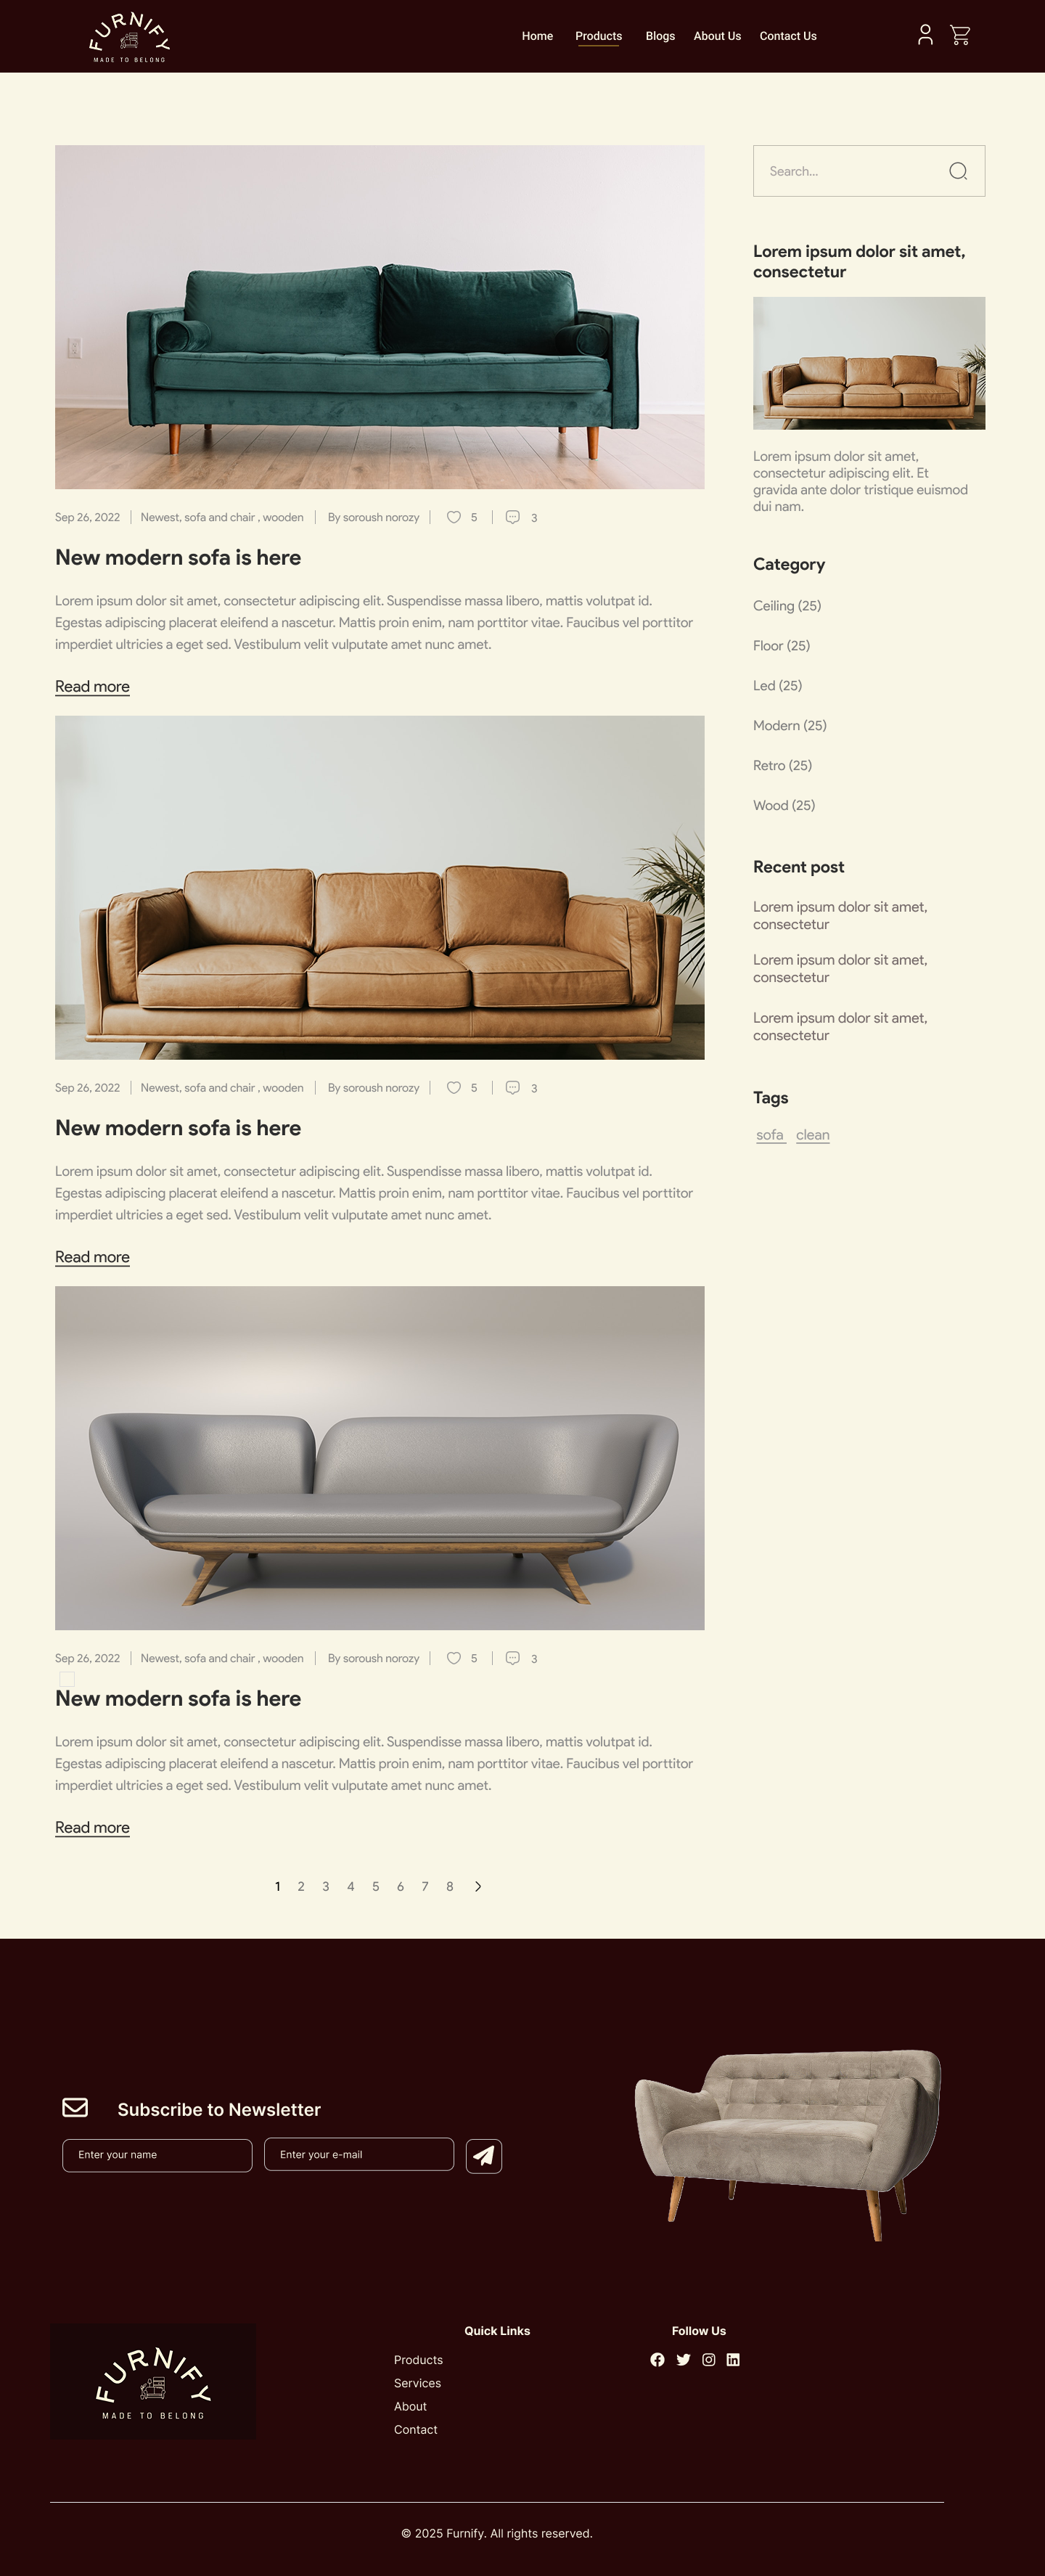 FURNIFY
MADE TO BELONG
Home Products Blogs About Us Contact Us
Search...
Lorem ipsum dolor sit amet,
consectetur
Lorem ipsum dolor sit amet,
consectetur adipiscing elit. Et
gravida ante dolor tristique euismod
dui nam.
Sep 26, 2022 Newest, sofa and chair , wooden By soroush norozy 5 3
New modern sofa is here
Lorem ipsum dolor sit amet, consectetur adipiscing elit. Suspendisse massa libero, mattis volutpat id.
Egestas adipiscing placerat eleifend a nascetur. Mattis proin enim, nam porttitor vitae. Faucibus vel porttitor
imperdiet ultricies a eget sed. Vestibulum velit vulputate amet nunc amet.
Read more
Category
Ceiling (25)
Floor (25)
Led (25)
Modern (25)
Retro (25)
Wood (25)
Recent post
Lorem ipsum dolor sit amet,
consectetur
Lorem ipsum dolor sit amet,
consectetur
Lorem ipsum dolor sit amet,
consectetur
Tags
sofa clean
Sep 26, 2022 Newest, sofa and chair , wooden By soroush norozy 5 3
New modern sofa is here
Lorem ipsum dolor sit amet, consectetur adipiscing elit. Suspendisse massa libero, mattis volutpat id.
Egestas adipiscing placerat eleifend a nascetur. Mattis proin enim, nam porttitor vitae. Faucibus vel porttitor
imperdiet ultricies a eget sed. Vestibulum velit vulputate amet nunc amet.
Read more
Sep 26, 2022 Newest, sofa and chair , wooden By soroush norozy 5 3
New modern sofa is here
Lorem ipsum dolor sit amet, consectetur adipiscing elit. Suspendisse massa libero, mattis volutpat id.
Egestas adipiscing placerat eleifend a nascetur. Mattis proin enim, nam porttitor vitae. Faucibus vel porttitor
imperdiet ultricies a eget sed. Vestibulum velit vulputate amet nunc amet.
Read more
1 2 3 4 5 6 7 8
Subscribe to Newsletter
Enter your name
Enter your e-mail
FURNIFY
MADE TO BELONG
Quick Links
Products
Services
About
Contact
Follow Us
© 2025 Furnify. All rights reserved.